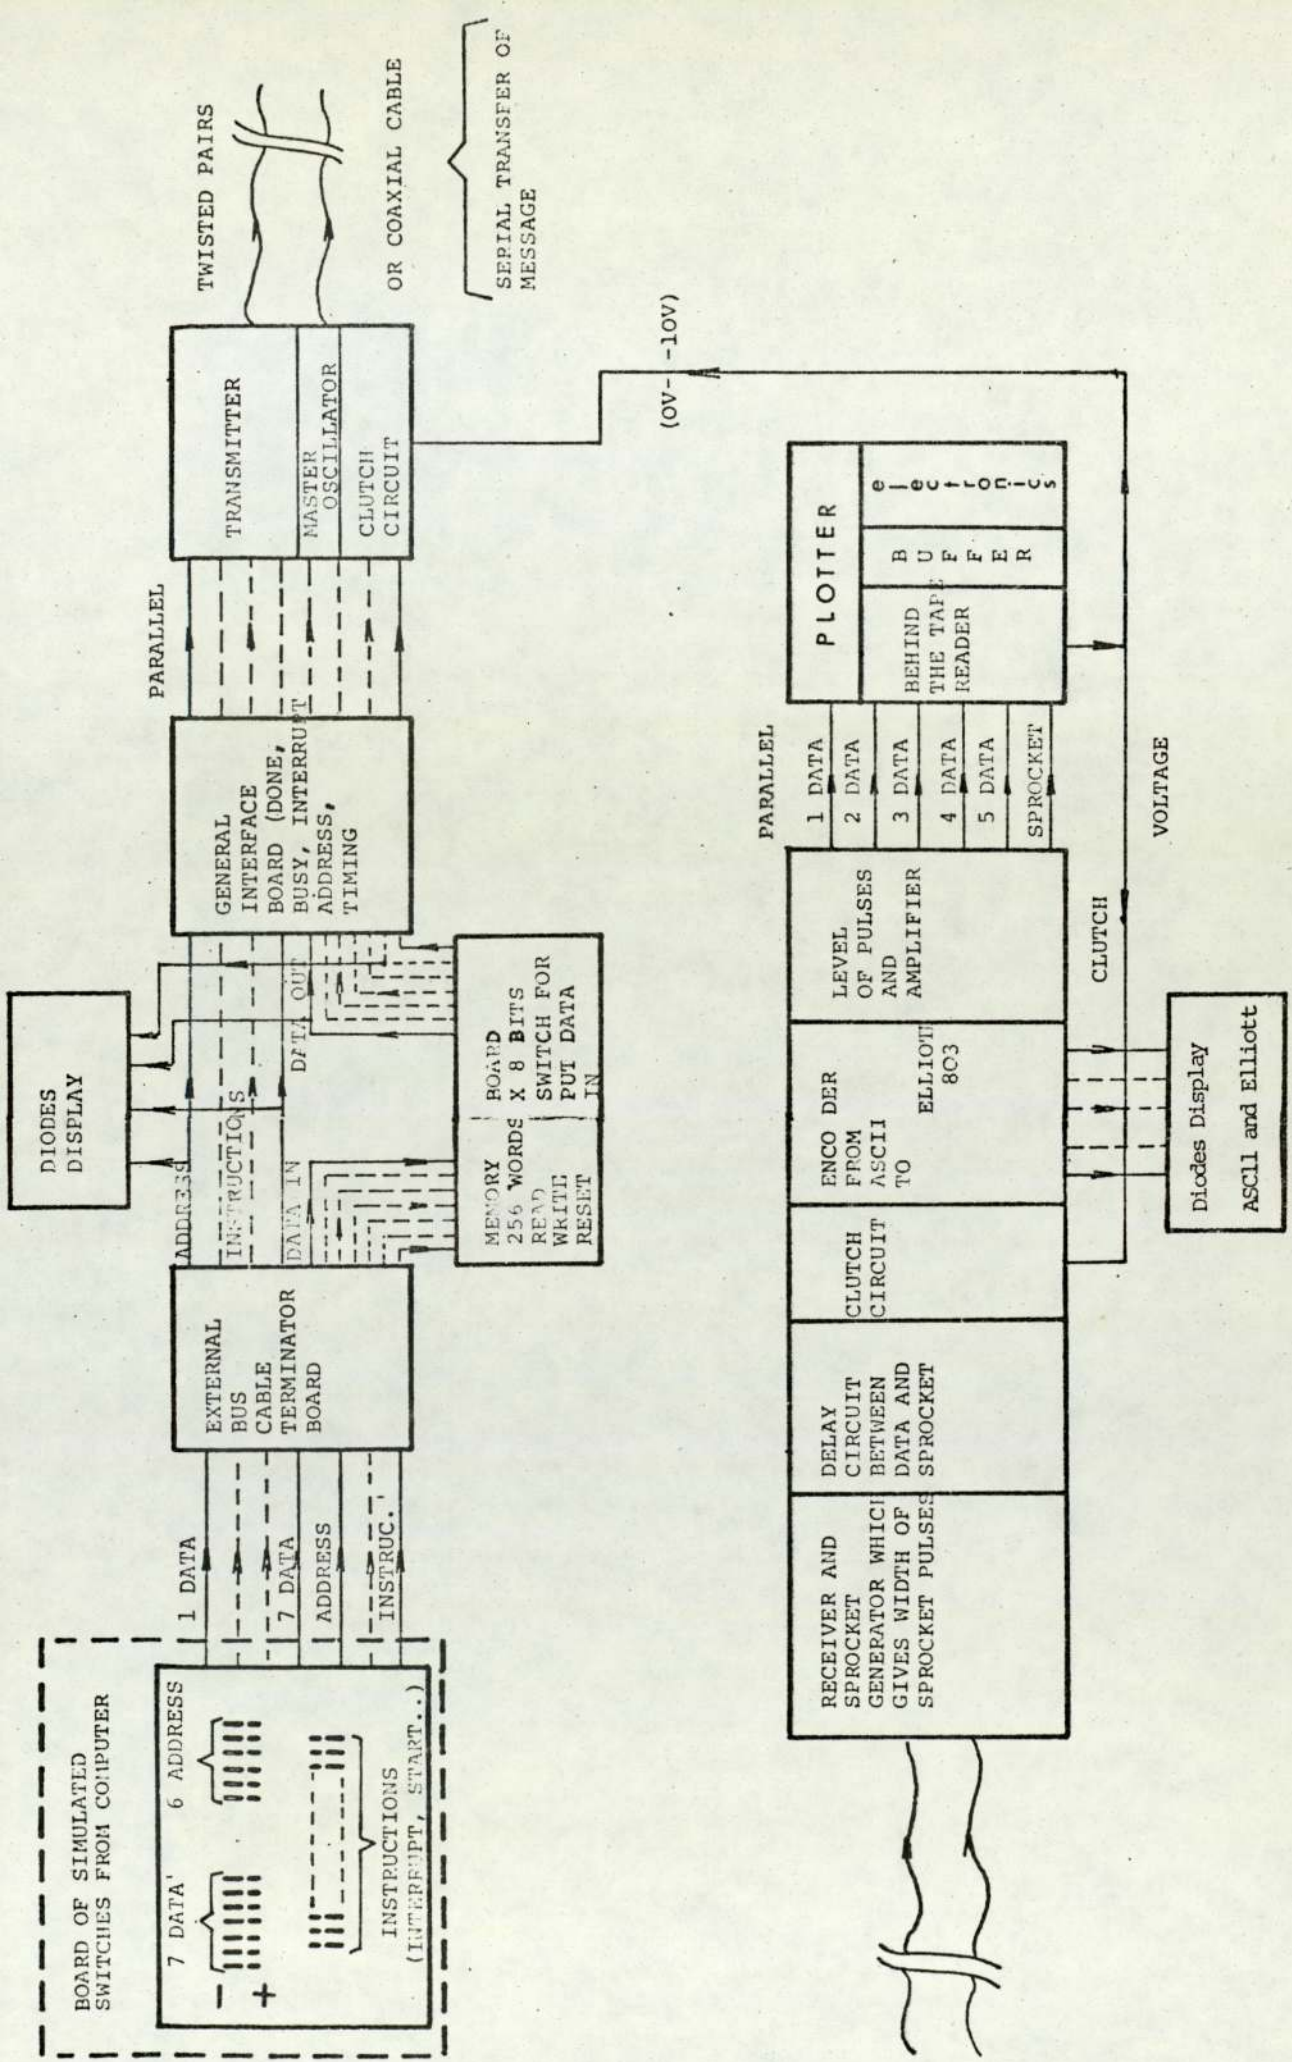 BOARD OF SIMULATED
SWITCHES FROM COMPUTER
7 DATA'
6 ADDRESS
−
+
INSTRUCTIONS
(INTERRUPT, START..)
1 DATA
7 DATA
ADDRESS
INSTRUC.'
EXTERNAL
BUS
CABLE
TERMINATOR
BOARD
DIODES
DISPLAY
ADDRESS
INSTRUCTIONS
DATA IN
DATA OUT
MEMORY BOARD
256 WORDS X 8 BITS
READ SWITCH FOR
WRITE PUT DATA
RESET IN
GENERAL
INTERFACE
BOARD (DONE,
BUSY, INTERRUPT
ADDRESS,
TIMING
PARALLEL
TRANSMITTER
MASTER
OSCILLATOR
CLUTCH
CIRCUIT
TWISTED PAIRS
OR COAXIAL CABLE
SERIAL TRANSFER OF
MESSAGE
(0V- -10V)
RECEIVER AND
SPROCKET
GENERATOR WHICH
GIVES WIDTH OF
SPROCKET PULSES
DELAY
CIRCUIT
BETWEEN
DATA AND
SPROCKET
CLUTCH
CIRCUIT
ENCO DER
FROM
ASCII
TO
ELLIOTT
803
LEVEL
OF PULSES
AND
AMPLIFIER
PARALLEL
1 DATA
2 DATA
3 DATA
4 DATA
5 DATA
SPROCKET
PLOTTER
BEHIND
THE TAPE
READER
BUFFER
electronics
CLUTCH
VOLTAGE
Diodes Display
ASC11 and Elliott